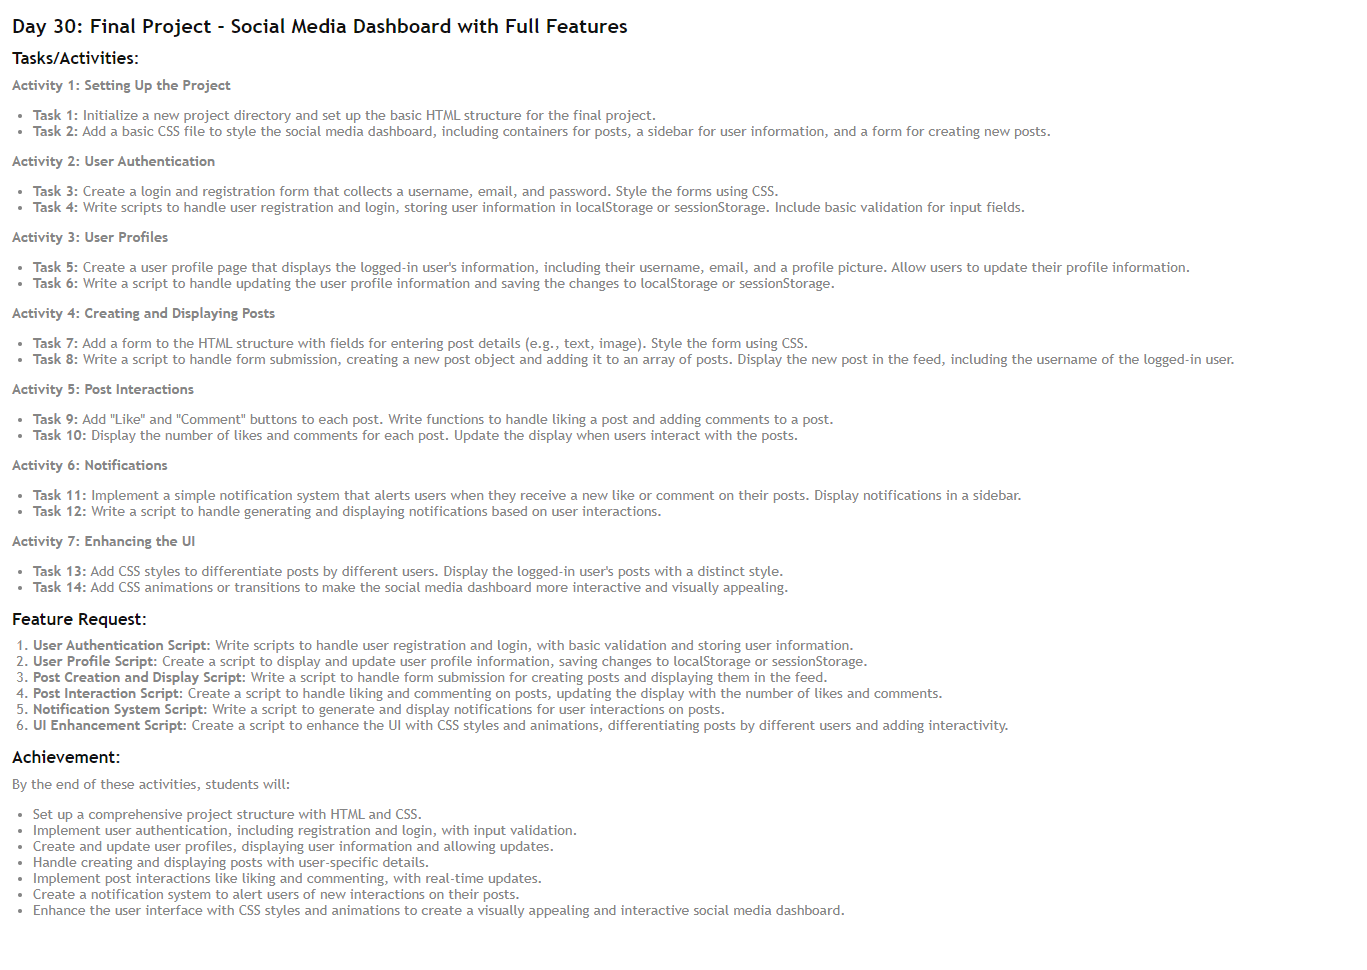 Day 30: Final Project - Social Media Dashboard with Full Features
Tasks/Activities:
Activity 1: Setting Up the Project
• Task 1: Initialize a new project directory and set up the basic HTML structure for the final project.
• Task 2: Add a basic CSS file to style the social media dashboard, including containers for posts, a sidebar for user information, and a form for creating new posts.
Activity 2: User Authentication
• Task 3: Create a login and registration form that collects a username, email, and password. Style the forms using CSS.
• Task 4: Write scripts to handle user registration and login, storing user information in localStorage or sessionStorage. Include basic validation for input fields.
Activity 3: User Profiles
• Task 5: Create a user profile page that displays the logged-in user's information, including their username, email, and a profile picture. Allow users to update their profile information.
• Task 6: Write a script to handle updating the user profile information and saving the changes to localStorage or sessionStorage.
Activity 4: Creating and Displaying Posts
• Task 7: Add a form to the HTML structure with fields for entering post details (e.g., text, image). Style the form using CSS.
• Task 8: Write a script to handle form submission, creating a new post object and adding it to an array of posts. Display the new post in the feed, including the username of the logged-in user.
Activity 5: Post Interactions
• Task 9: Add "Like" and "Comment" buttons to each post. Write functions to handle liking a post and adding comments to a post.
• Task 10: Display the number of likes and comments for each post. Update the display when users interact with the posts.
Activity 6: Notifications
• Task 11: Implement a simple notification system that alerts users when they receive a new like or comment on their posts. Display notifications in a sidebar.
• Task 12: Write a script to handle generating and displaying notifications based on user interactions.
Activity 7: Enhancing the UI
• Task 13: Add CSS styles to differentiate posts by different users. Display the logged-in user's posts with a distinct style.
• Task 14: Add CSS animations or transitions to make the social media dashboard more interactive and visually appealing.
Feature Request:
1. User Authentication Script: Write scripts to handle user registration and login, with basic validation and storing user information.
2. User Profile Script: Create a script to display and update user profile information, saving changes to localStorage or sessionStorage.
3. Post Creation and Display Script: Write a script to handle form submission for creating posts and displaying them in the feed.
4. Post Interaction Script: Create a script to handle liking and commenting on posts, updating the display with the number of likes and comments.
5. Notification System Script: Write a script to generate and display notifications for user interactions on posts.
6. UI Enhancement Script: Create a script to enhance the UI with CSS styles and animations, differentiating posts by different users and adding interactivity.
Achievement:
By the end of these activities, students will:
• Set up a comprehensive project structure with HTML and CSS.
• Implement user authentication, including registration and login, with input validation.
• Create and update user profiles, displaying user information and allowing updates.
• Handle creating and displaying posts with user-specific details.
• Implement post interactions like liking and commenting, with real-time updates.
• Create a notification system to alert users of new interactions on their posts.
• Enhance the user interface with CSS styles and animations to create a visually appealing and interactive social media dashboard.